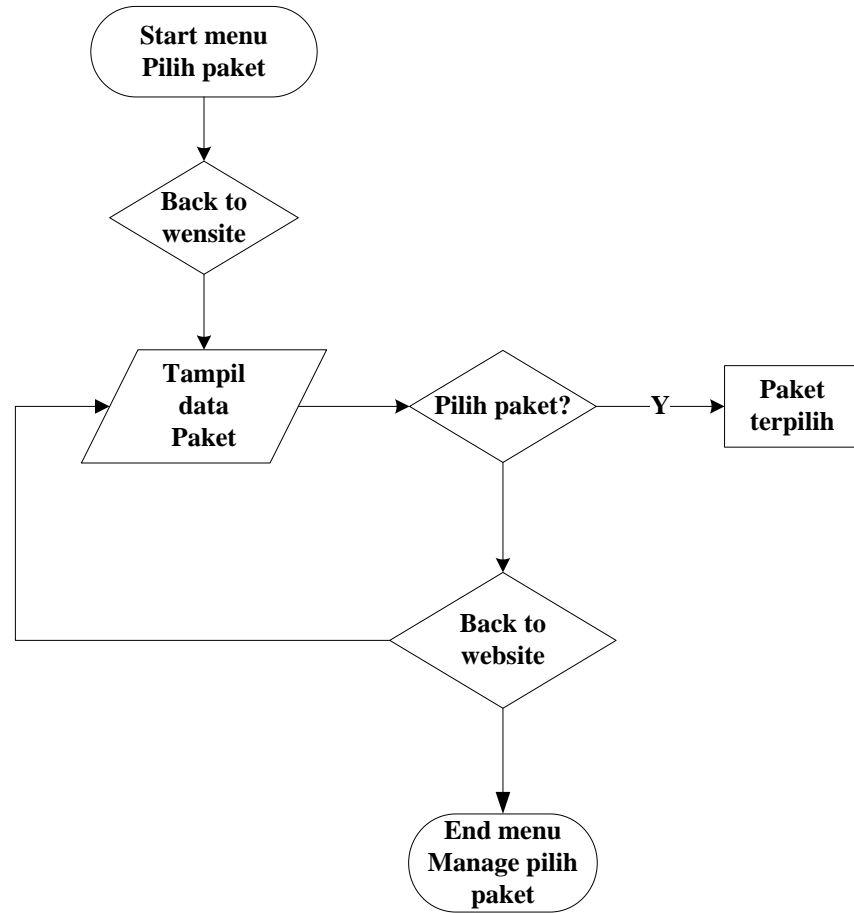 Start menu
Pilih paket
Back to
wensite
Tampil
data
Paket
Pilih paket?
Y
Paket
terpilih
Back to
website
End menu
Manage pilih
paket